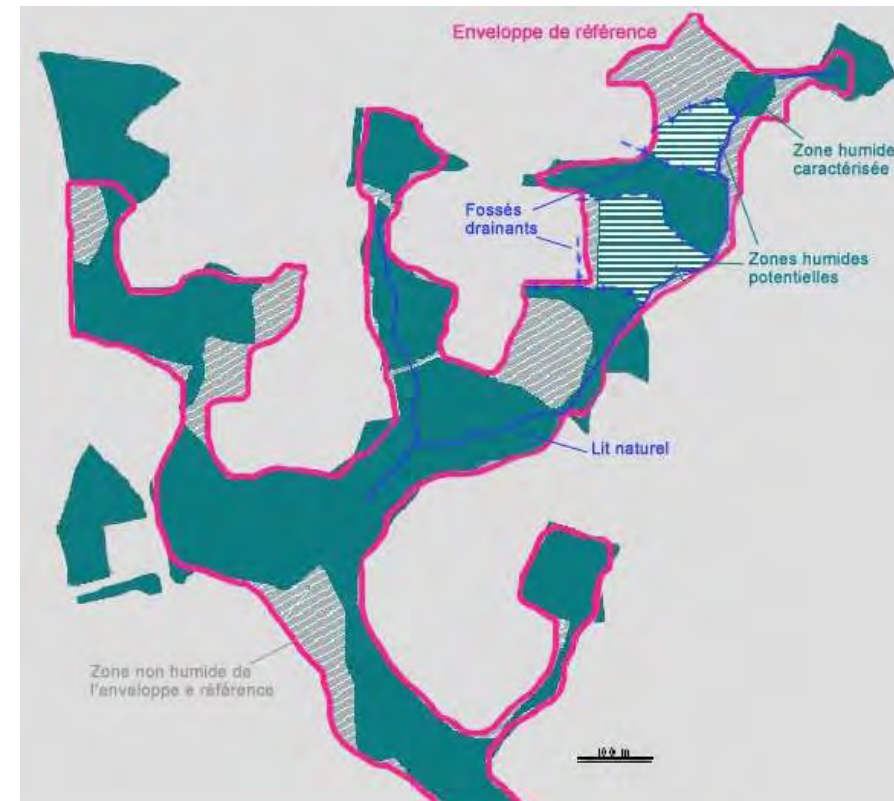 Enveloppe de référence
Zone humide
caractérisée
Fossés
drainants
Zones humides
potentielles
Lit naturel
Zone non humide de
l'enveloppe e référence
100 m